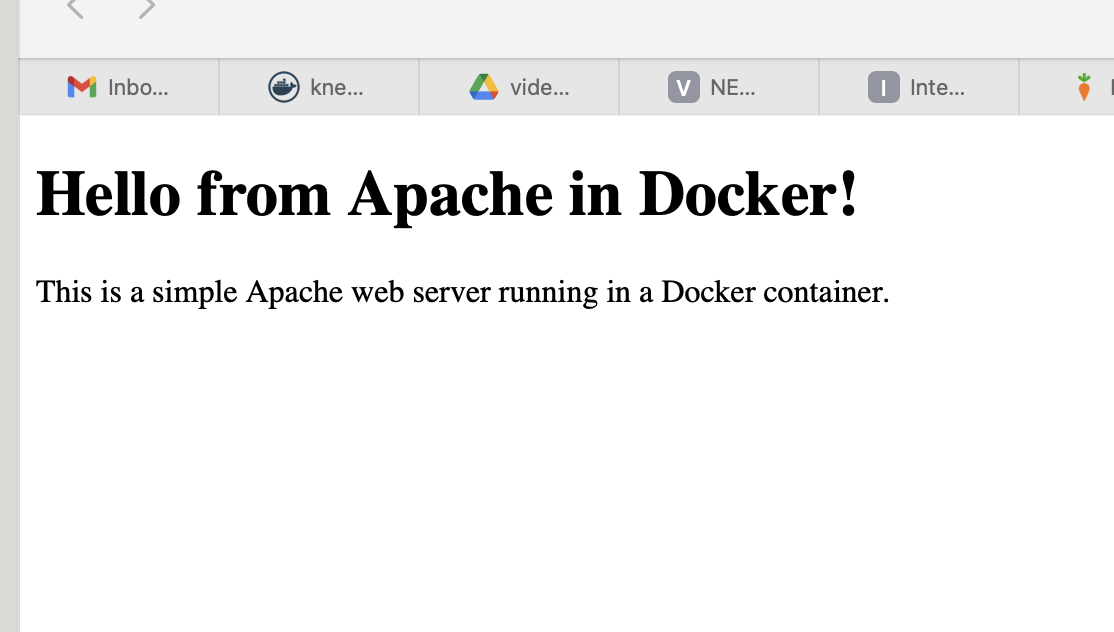 Inbo...
kne...
vide...
V NE...
I Inte...
Hello from Apache in Docker!
This is a simple Apache web server running in a Docker container.